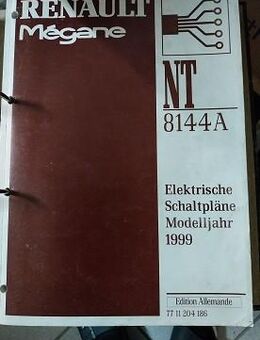 RENAULT
Mégane
NT
8144A
Elektrische
Schaltpläne
Modelljahr
1999
Edition Allemande
77 11 204 186